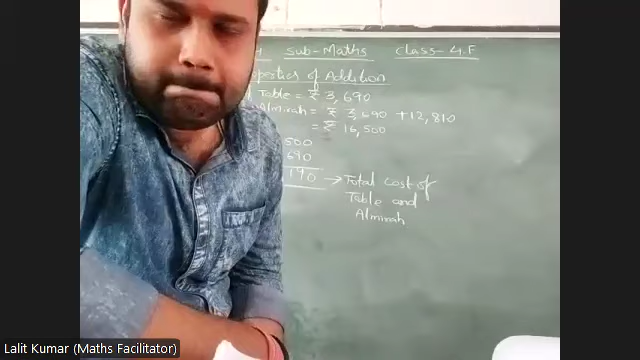 Sub-Maths Class-4.F
of Addition
Table = ₹ 3,690
Almirah = ₹ 3,690 + 12,810
= ₹ 16,500
500
690
190 → Total cost of
Table and
Almirah
Lalit Kumar (Maths Facilitator)